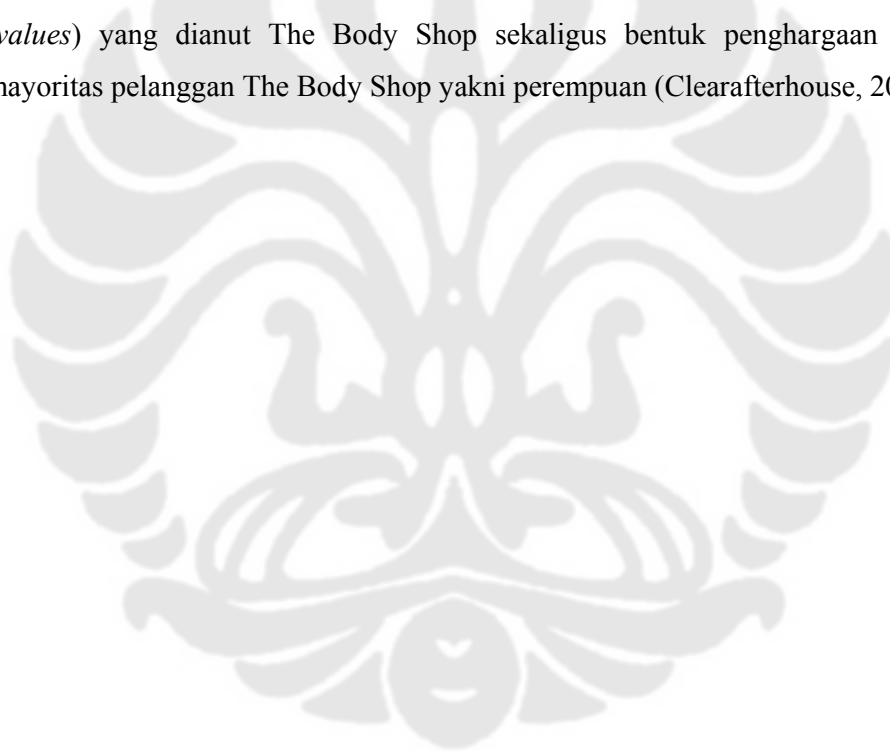 values) yang dianut The Body Shop sekaligus bentuk penghargaan
mayoritas pelanggan The Body Shop yakni perempuan (Clearafterhouse, 20